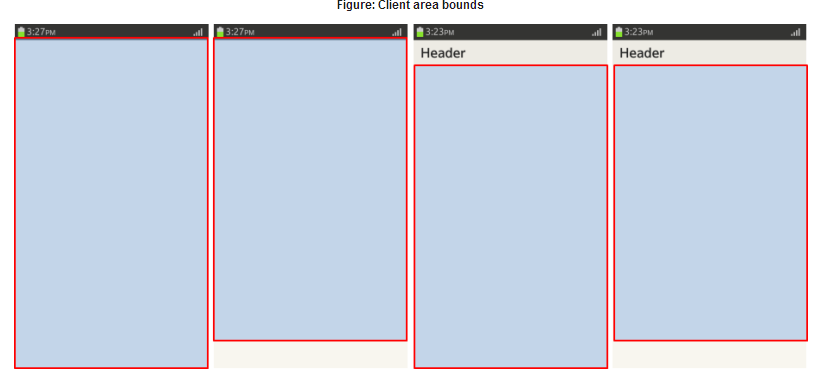 Figure: Client area bounds
3:27PM
3:27PM
3:23PM
3:23PM
Header
Header